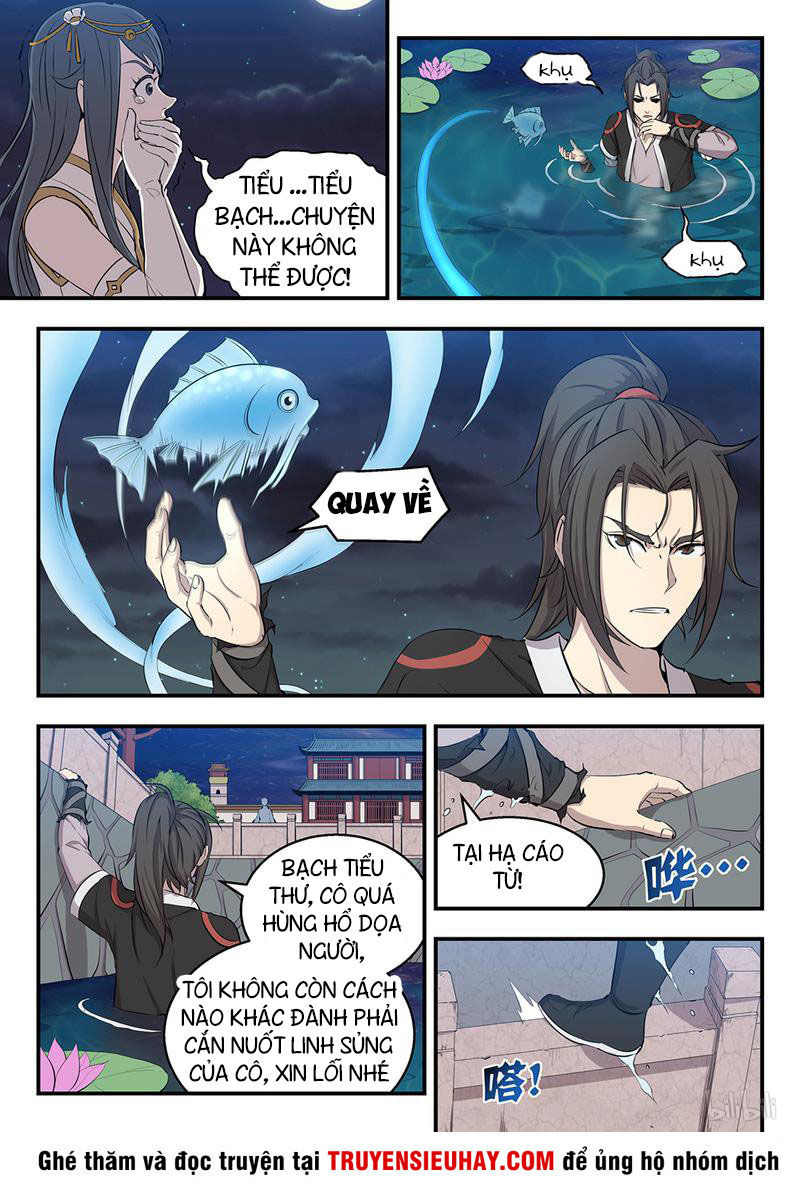 TIỂU ...TIỂU
BẠCH...CHUYỆN
NÀY KHÔNG
THỂ ĐƯỢC!
khụ
khụ
QUAY VỀ
BẠCH TIỂU
THƯ, CÔ QUÁ
HÙNG HỔ DỌA
NGƯỜI,
TÔI KHÔNG CÒN CÁCH
NÀO KHÁC ĐÀNH PHẢI
CẮN NUỐT LINH SỦNG
CỦA CÔ, XIN LỖI NHÉ
TẠI HẠ CÁO
TỪ!
哗...
嗒!
bilibili
Ghé thăm và đọc truyện tại TRUYENSIEUHAY.COM để ủng hộ nhóm dịch